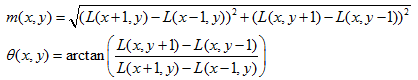 m(x,y)=√((L(x+1,y)-L(x-1,y))²+(L(x,y+1)-L(x,y-1))²)
θ(x,y)=arctan((L(x,y+1)-L(x,y-1))/(L(x+1,y)-L(x-1,y)))